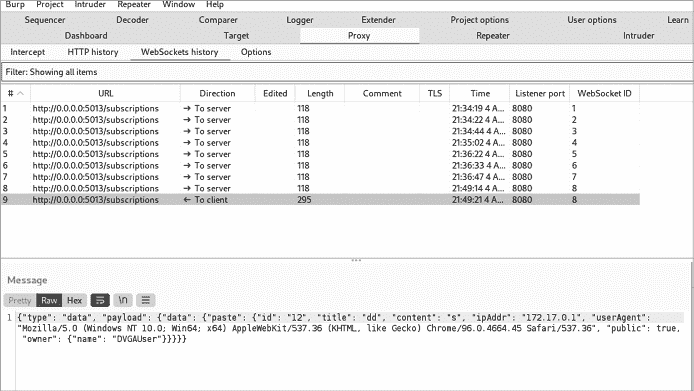 Burp Project Intruder Repeater Window Help
Sequencer Decoder Comparer Logger Extender Project options User options Learn
Dashboard Target Proxy Repeater Intruder
Intercept HTTP history WebSockets history Options
Filter: Showing all items
# URL Direction Edited Length Comment TLS Time Listener port WebSocket ID
1 http://0.0.0.0:5013/subscriptions → To server 118 21:34:19 4 A... 8080 1
2 http://0.0.0.0:5013/subscriptions → To server 118 21:34:22 4 A... 8080 2
3 http://0.0.0.0:5013/subscriptions → To server 118 21:34:44 4 A... 8080 3
4 http://0.0.0.0:5013/subscriptions → To server 118 21:35:02 4 A... 8080 4
5 http://0.0.0.0:5013/subscriptions → To server 118 21:36:22 4 A... 8080 5
6 http://0.0.0.0:5013/subscriptions → To server 118 21:36:33 4 A... 8080 6
7 http://0.0.0.0:5013/subscriptions → To server 118 21:36:47 4 A... 8080 7
8 http://0.0.0.0:5013/subscriptions → To server 118 21:49:14 4 A... 8080 8
9 http://0.0.0.0:5013/subscriptions ← To client 295 21:49:21 4 A... 8080 8
Message
Pretty Raw Hex \n
1 {"type": "data", "payload": {"data": {"paste": {"id": "12", "title": "dd", "content": "s", "ipAddr": "172.17.0.1", "userAgent":
"Mozilla/5.0 (Windows NT 10.0; Win64; x64) AppleWebKit/537.36 (KHTML, like Gecko) Chrome/96.0.4664.45 Safari/537.36", "public": true,
"owner": {"name": "DVGAUser"}}}}}